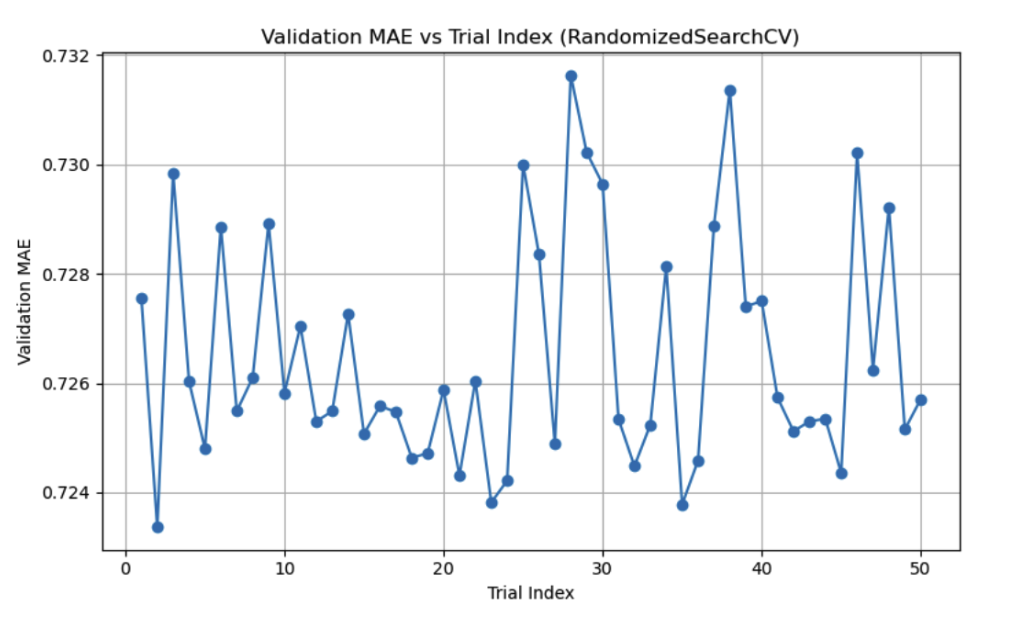 Validation MAE vs Trial Index (RandomizedSearchCV)
0.732
0.730
0.728
0.726
0.724
Validation MAE
0 10 20 30 40 50
Trial Index